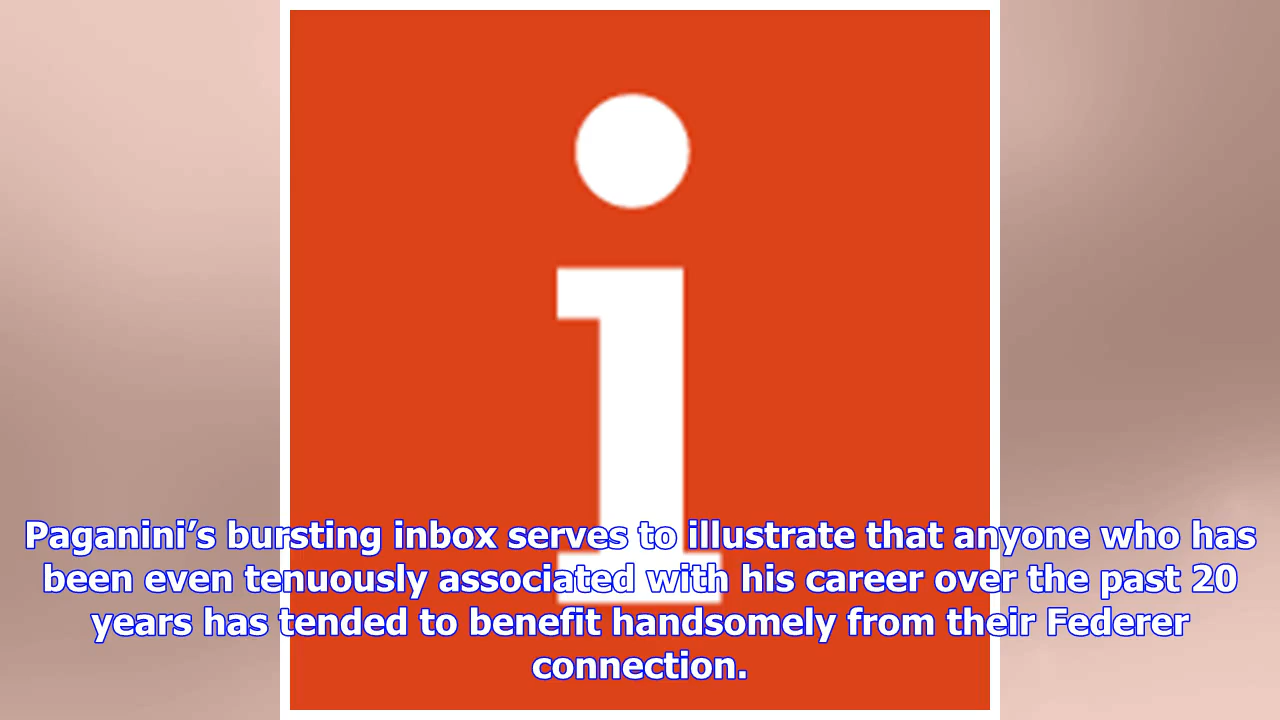 i
Paganini’s bursting inbox serves to illustrate that anyone who has
been even tenuously associated with his career over the past 20
years has tended to benefit handsomely from their Federer
connection.